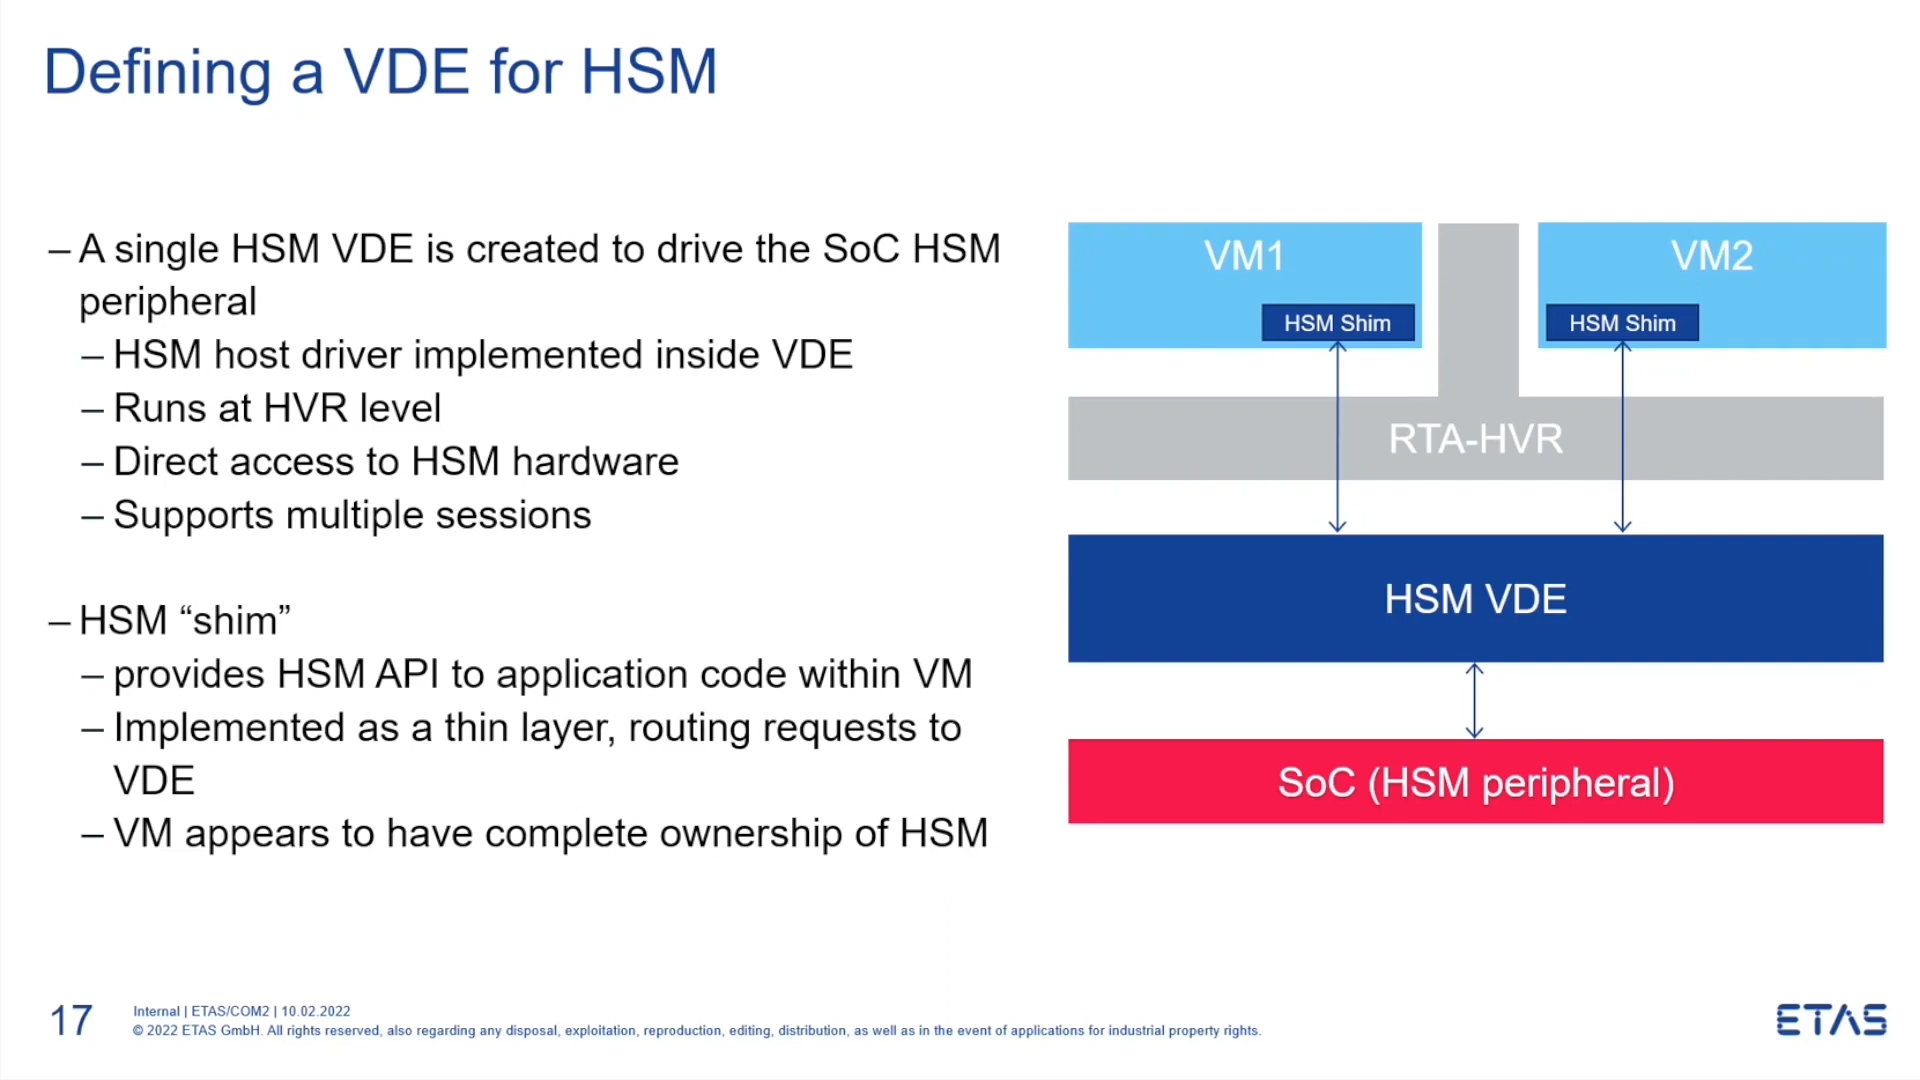 Defining a VDE for HSM
– A single HSM VDE is created to drive the SoC HSM
peripheral
– HSM host driver implemented inside VDE
– Runs at HVR level
– Direct access to HSM hardware
– Supports multiple sessions
– HSM “shim”
– provides HSM API to application code within VM
– Implemented as a thin layer, routing requests to
VDE
– VM appears to have complete ownership of HSM
VM1
VM2
HSM Shim
HSM Shim
RTA-HVR
HSM VDE
SoC (HSM peripheral)
17
Internal | ETAS/COM2 | 10.02.2022
© 2022 ETAS GmbH. All rights reserved, also regarding any disposal, exploitation, reproduction, editing, distribution, as well as in the event of applications for industrial property rights.
ETAS